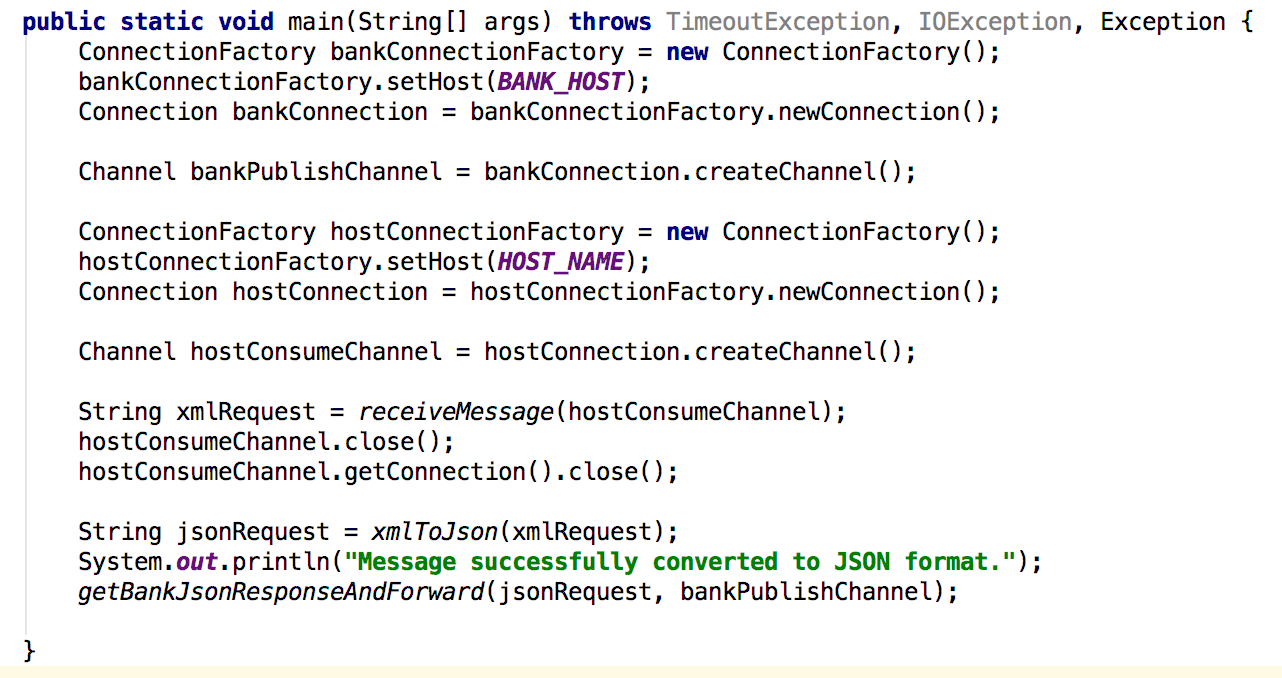 public static void main(String[] args) throws TimeoutException, IOException, Exception {
    ConnectionFactory bankConnectionFactory = new ConnectionFactory();
    bankConnectionFactory.setHost(BANK_HOST);
    Connection bankConnection = bankConnectionFactory.newConnection();

    Channel bankPublishChannel = bankConnection.createChannel();

    ConnectionFactory hostConnectionFactory = new ConnectionFactory();
    hostConnectionFactory.setHost(HOST_NAME);
    Connection hostConnection = hostConnectionFactory.newConnection();

    Channel hostConsumeChannel = hostConnection.createChannel();

    String xmlRequest = receiveMessage(hostConsumeChannel);
    hostConsumeChannel.close();
    hostConsumeChannel.getConnection().close();

    String jsonRequest = xmlToJson(xmlRequest);
    System.out.println("Message successfully converted to JSON format.");
    getBankJsonResponseAndForward(jsonRequest, bankPublishChannel);

}